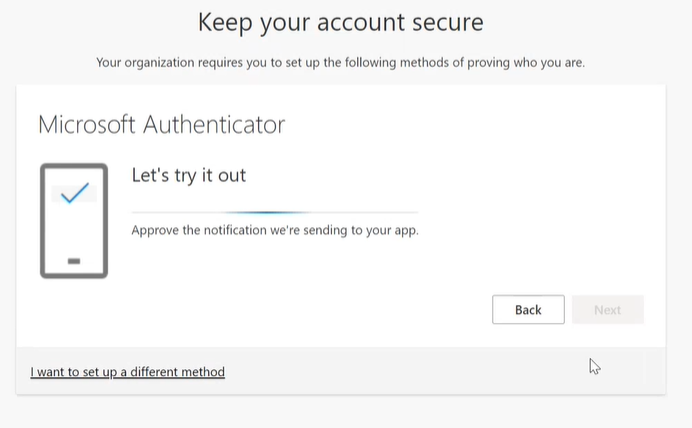 Keep your account secure
Your organization requires you to set up the following methods of proving who you are.
Microsoft Authenticator
Let's try it out
Approve the notification we're sending to your app.
Back
Next
I want to set up a different method